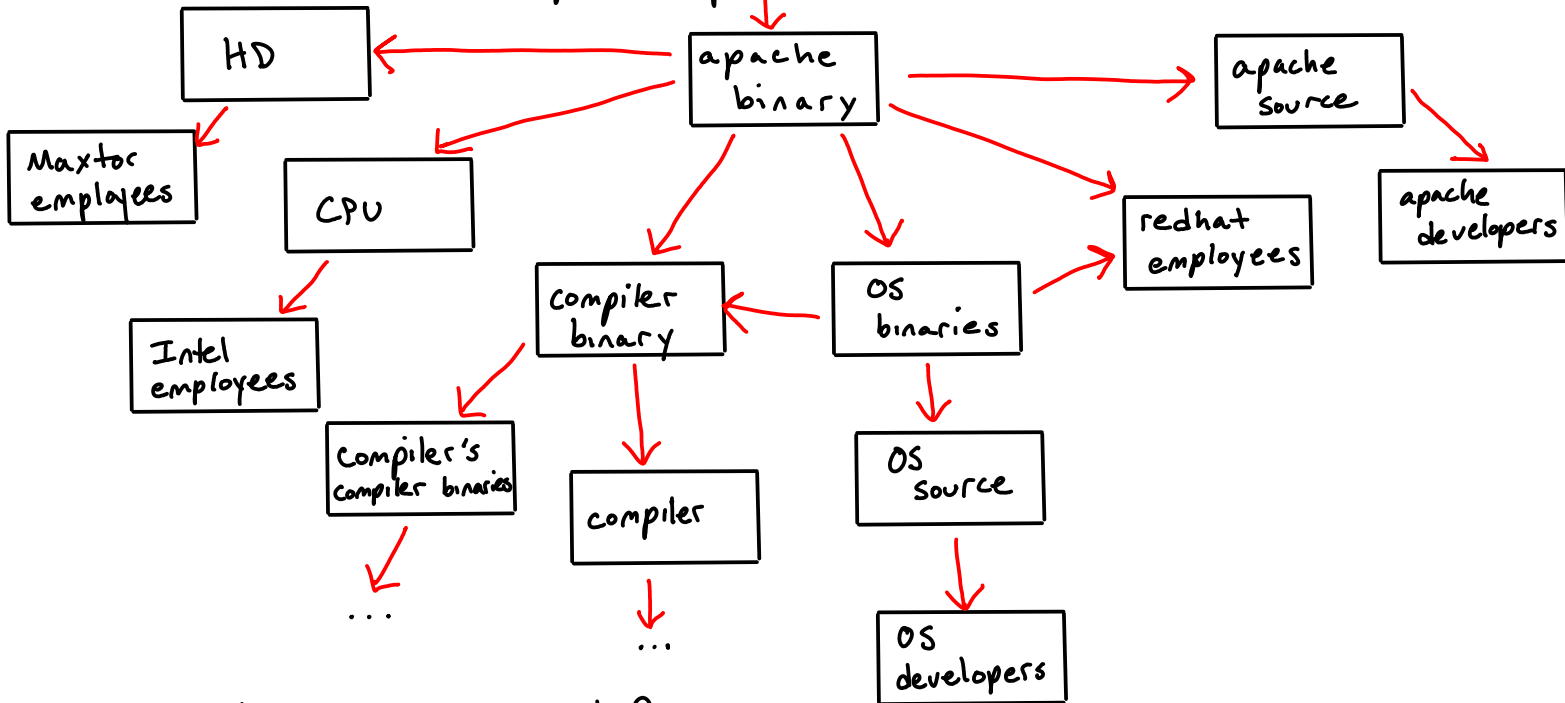 HD
apache
binary
apache
source
Maxtor
employees
CPU
redhat
employees
apache
developers
compiler
binary
OS
binaries
Intel
employees
compiler's
compiler binaries
compiler
OS
source
...
...
OS
developers